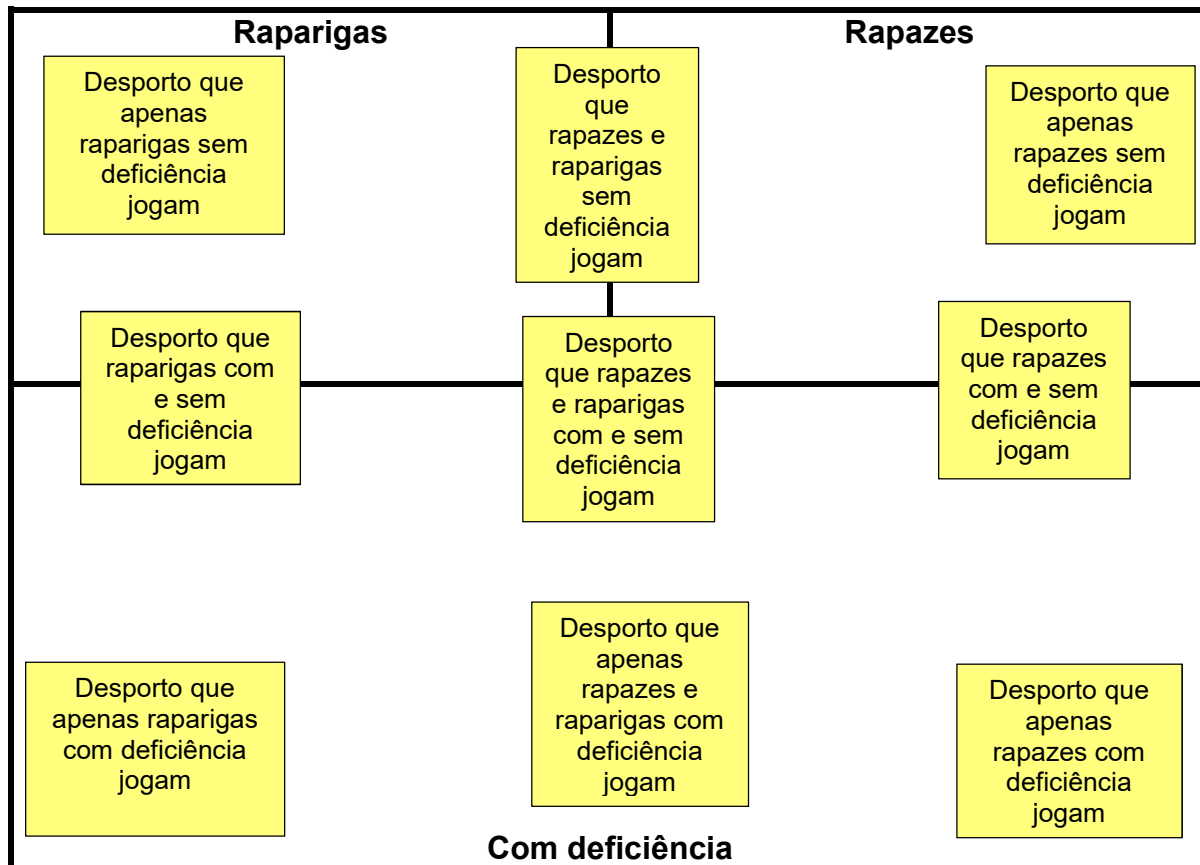 Raparigas
Rapazes
Desporto que
apenas
raparigas sem
deficiência
jogam
Desporto
que
rapazes e
raparigas
sem
deficiência
jogam
Desporto que
apenas
rapazes sem
deficiência
jogam
Desporto que
raparigas com
e sem
deficiência
jogam
Desporto
que rapazes
e raparigas
com e sem
deficiência
jogam
Desporto
que rapazes
com e sem
deficiência
jogam
Desporto que
apenas raparigas
com deficiência
jogam
Desporto que
apenas
rapazes e
raparigas com
deficiência
jogam
Desporto que
apenas
rapazes com
deficiência
jogam
Com deficiência